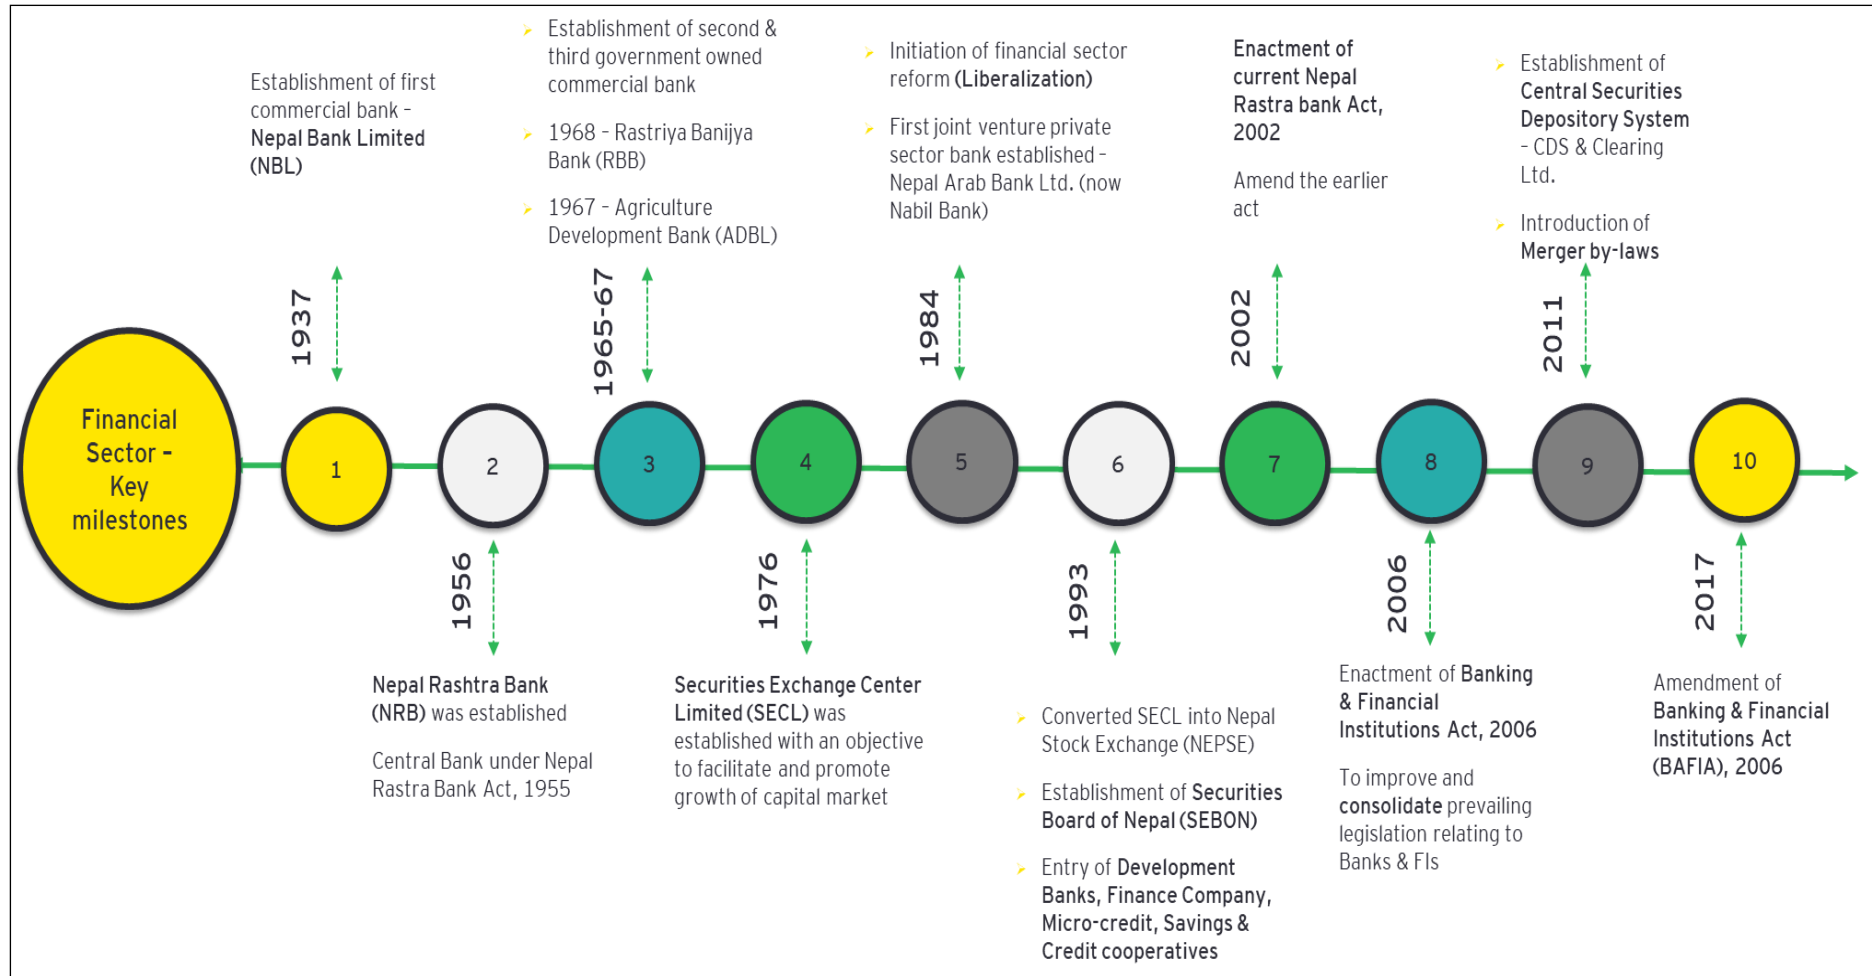 Financial
Sector –
Key
milestones
1
1937
Establishment of first
commercial bank –
Nepal Bank Limited
(NBL)
2
1956
Nepal Rashtra Bank
(NRB) was established
Central Bank under Nepal
Rastra Bank Act, 1955
3
1965-67
Establishment of second &
third government owned
commercial bank
1968 – Rastriya Banijya
Bank (RBB)
1967 – Agriculture
Development Bank (ADBL)
4
1976
Securities Exchange Center
Limited (SECL) was
established with an objective
to facilitate and promote
growth of capital market
5
1984
Initiation of financial sector
reform (Liberalization)
First joint venture private
sector bank established –
Nepal Arab Bank Ltd. (now
Nabil Bank)
6
1993
Converted SECL into Nepal
Stock Exchange (NEPSE)
Establishment of Securities
Board of Nepal (SEBON)
Entry of Development
Banks, Finance Company,
Micro-credit, Savings &
Credit cooperatives
7
2002
Enactment of
current Nepal
Rastra bank Act,
2002
Amend the earlier
act
8
2006
Enactment of Banking
& Financial
Institutions Act, 2006
To improve and
consolidate prevailing
legislation relating to
Banks & FIs
9
2011
Establishment of
Central Securities
Depository System
– CDS & Clearing
Ltd.
Introduction of
Merger by-laws
10
2017
Amendment of
Banking & Financial
Institutions Act
(BAFIA), 2006